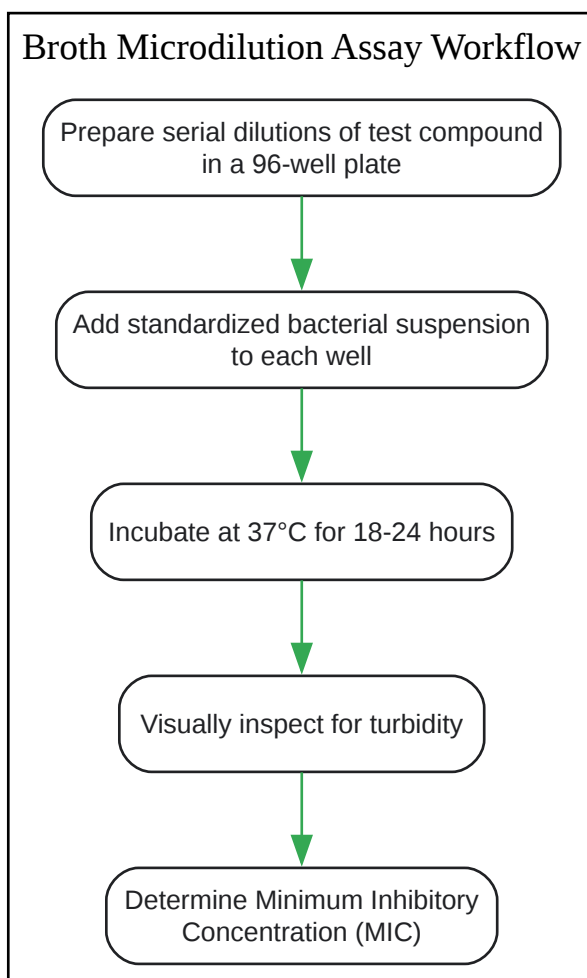 Broth Microdilution Assay Workflow
Prepare serial dilutions of test compound
in a 96-well plate
Add standardized bacterial suspension
to each well
Incubate at 37°C for 18-24 hours
Visually inspect for turbidity
Determine Minimum Inhibitory
Concentration (MIC)